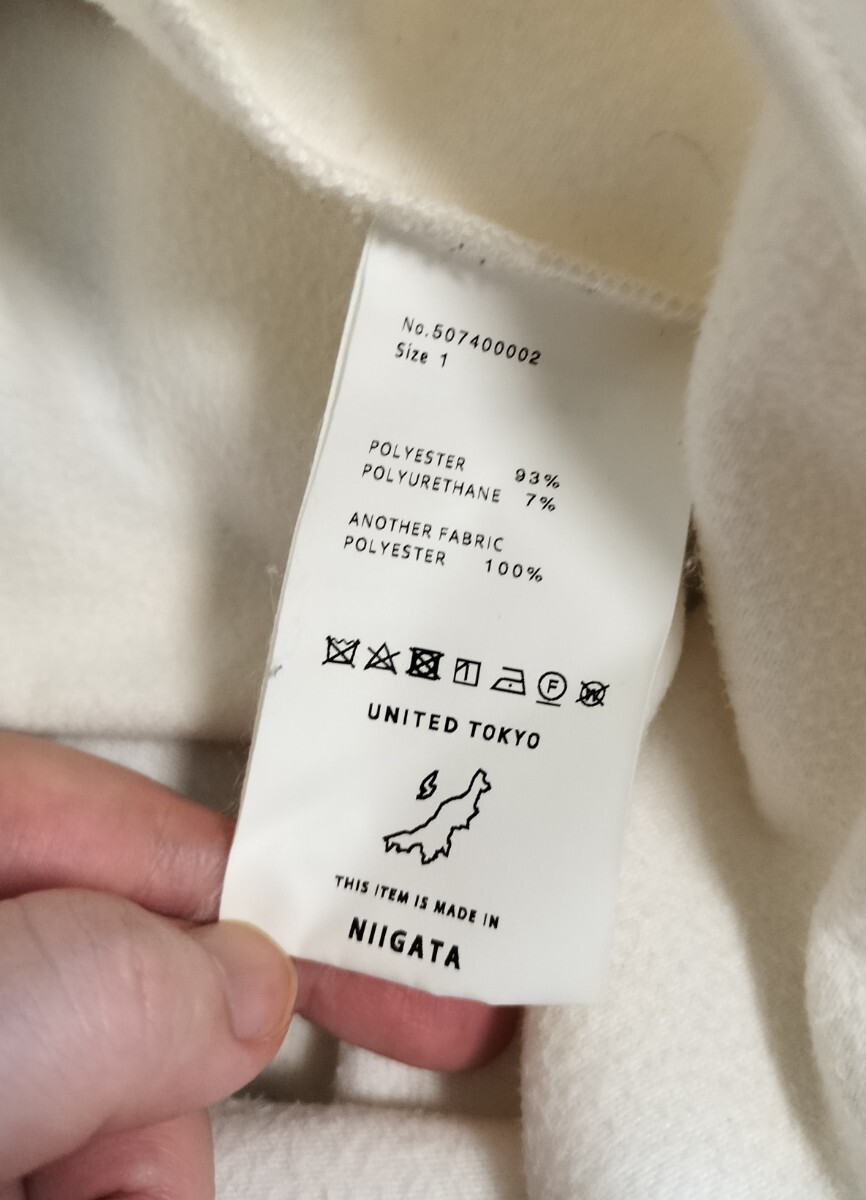 No.507400002
Size 1
POLYESTER 93%
POLYURETHANE 7%
ANOTHER FABRIC
POLYESTER 100%
F W
UNITED TOKYO
THIS ITEM IS MADE IN
NIIGATA